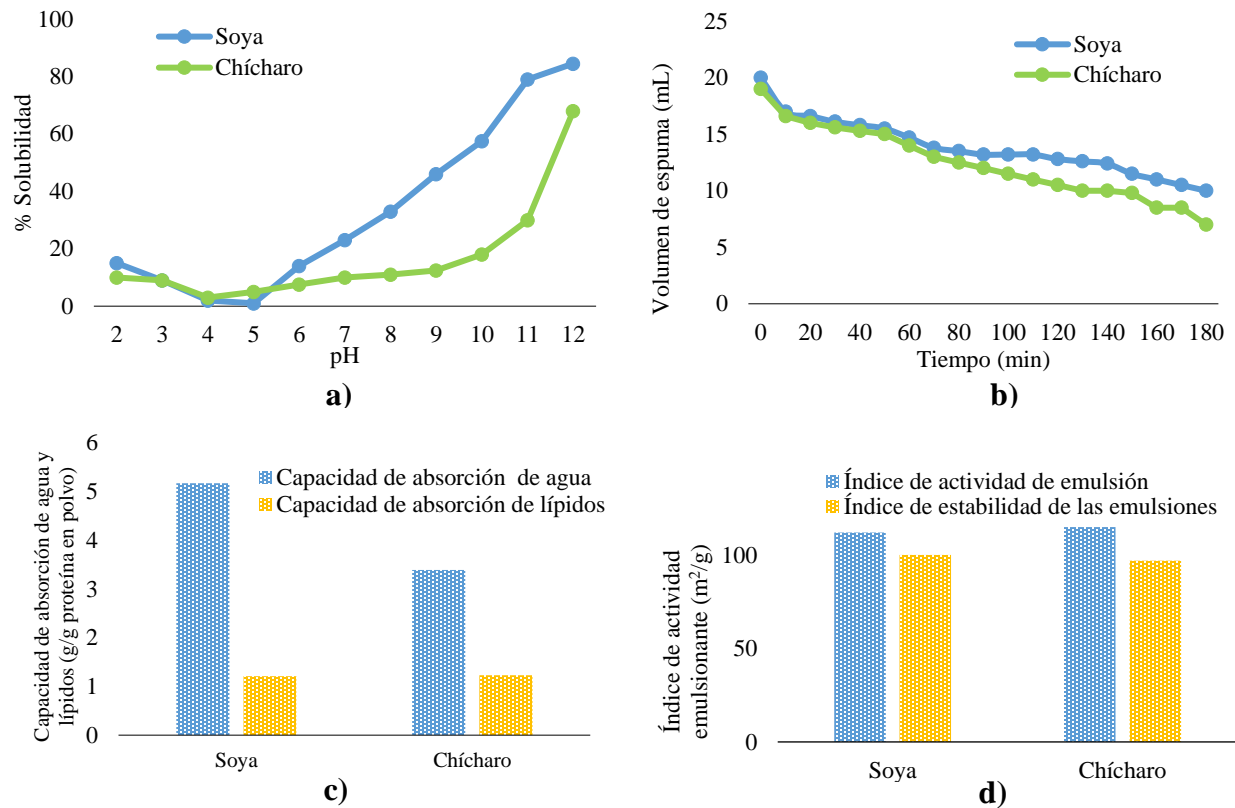 100
80
60
40
20
0
% Solubilidad
Soya
Chícharo
2 3 4 5 6 7 8 9 10 11 12
pH
a)
25
20
15
10
5
0
Volumen de espuma (mL)
Soya
Chícharo
0 20 40 60 80 100 120 140 160 180
Tiempo (min)
b)
6
5
4
3
2
1
0
Capacidad de absorción de agua y
lípidos (g/g proteína en polvo)
Capacidad de absorción de agua
Capacidad de absorción de lípidos
Soya Chícharo
c)
100
50
0
Índice de actividad
emulsionante (m²/g)
Índice de actividad de emulsión
Índice de estabilidad de las emulsiones
Soya Chícharo
d)